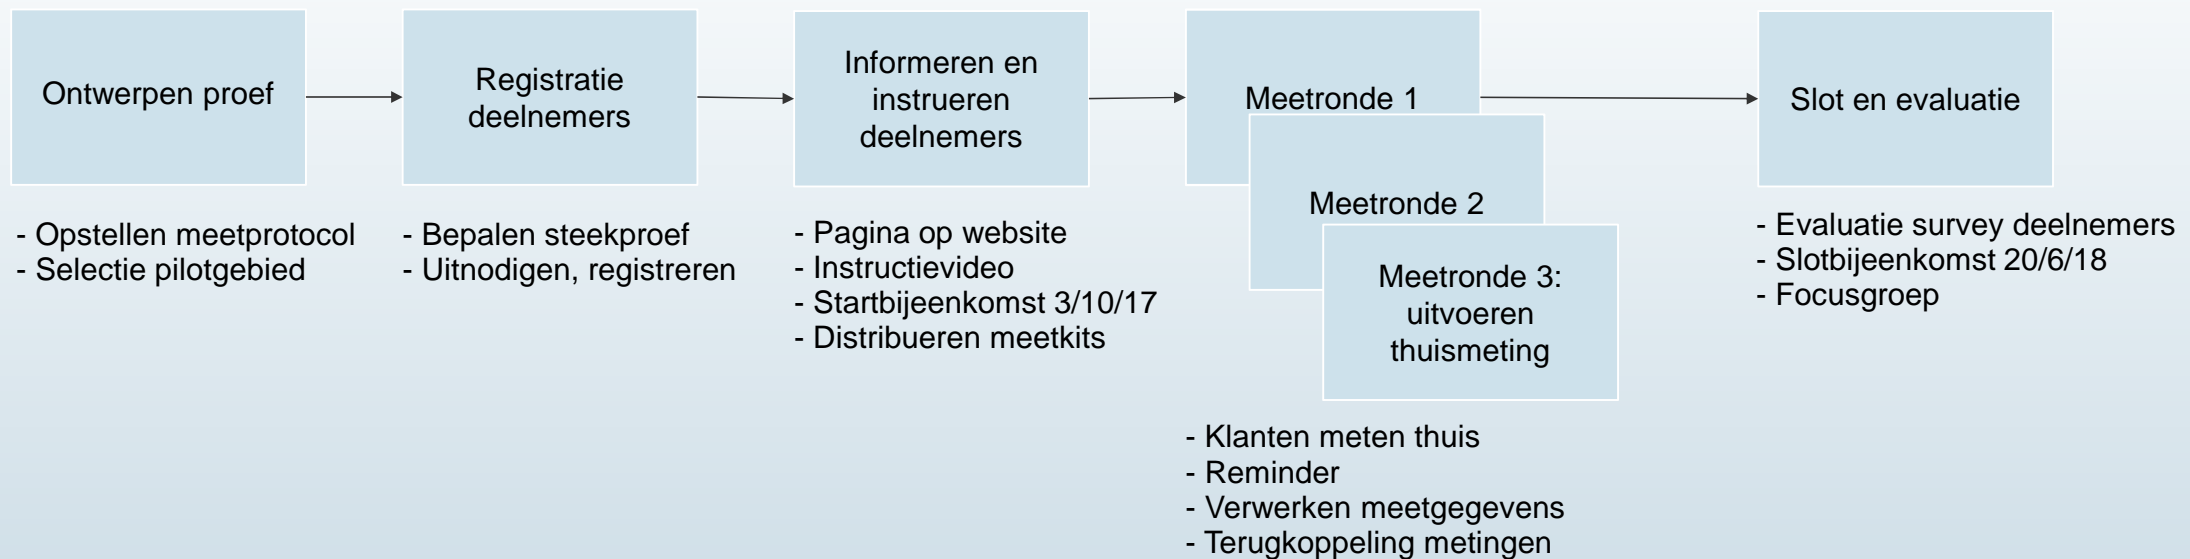 Ontwerpen proef
- Opstellen meetprotocol
- Selectie pilotgebied
Registratie
deelnemers
- Bepalen steekproef
- Uitnodigen, registreren
Informeren en
instrueren
deelnemers
- Pagina op website
- Instructievideo
- Startbijeenkomst 3/10/17
- Distribueren meetkits
Meetronde 1
Meetronde 2
Meetronde 3:
uitvoeren
thuismeting
- Klanten meten thuis
- Reminder
- Verwerken meetgegevens
- Terugkoppeling metingen
Slot en evaluatie
- Evaluatie survey deelnemers
- Slotbijeenkomst 20/6/18
- Focusgroep